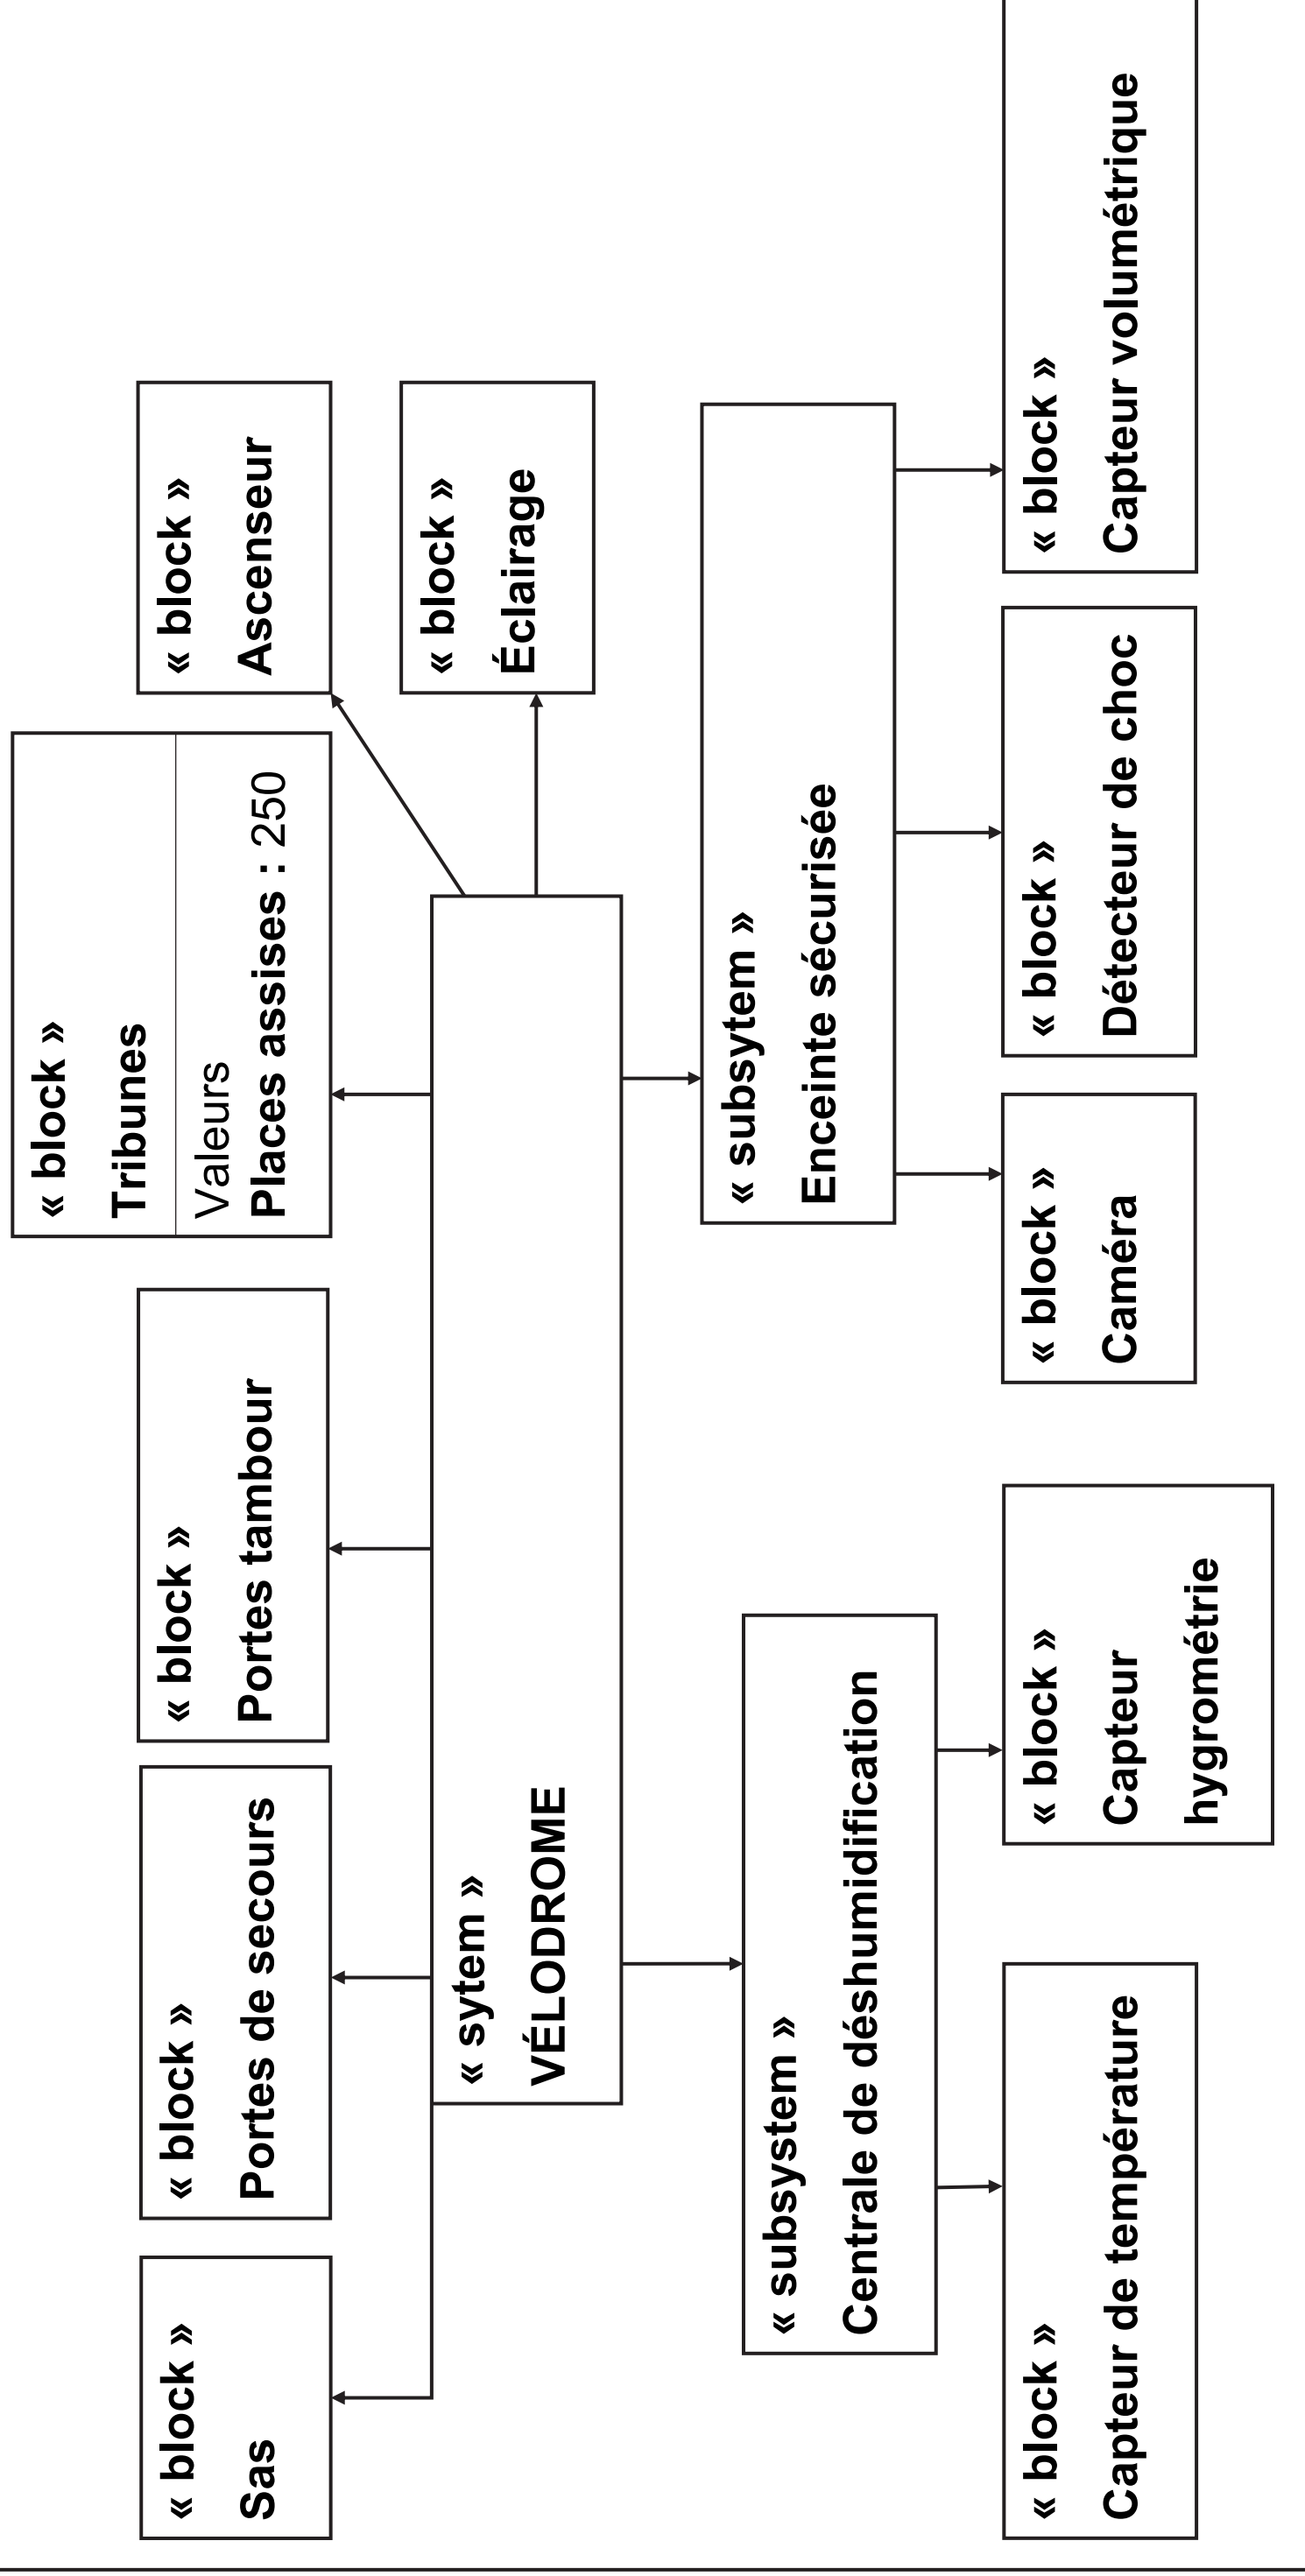 « block »
Tribunes
Valeurs
Places assises : 250
« block »
Sas
« block »
Portes de secours
« block »
Portes tambour
« block »
Ascenseur
« block »
Éclairage
« sytem »
VÉLODROME
« subsytem »
Enceinte sécurisée
« subsystem »
Centrale de déshumidification
« block »
Capteur de température
« block »
Capteur
hygrométrie
« block »
Caméra
« block »
Détecteur de choc
« block »
Capteur volumétrique